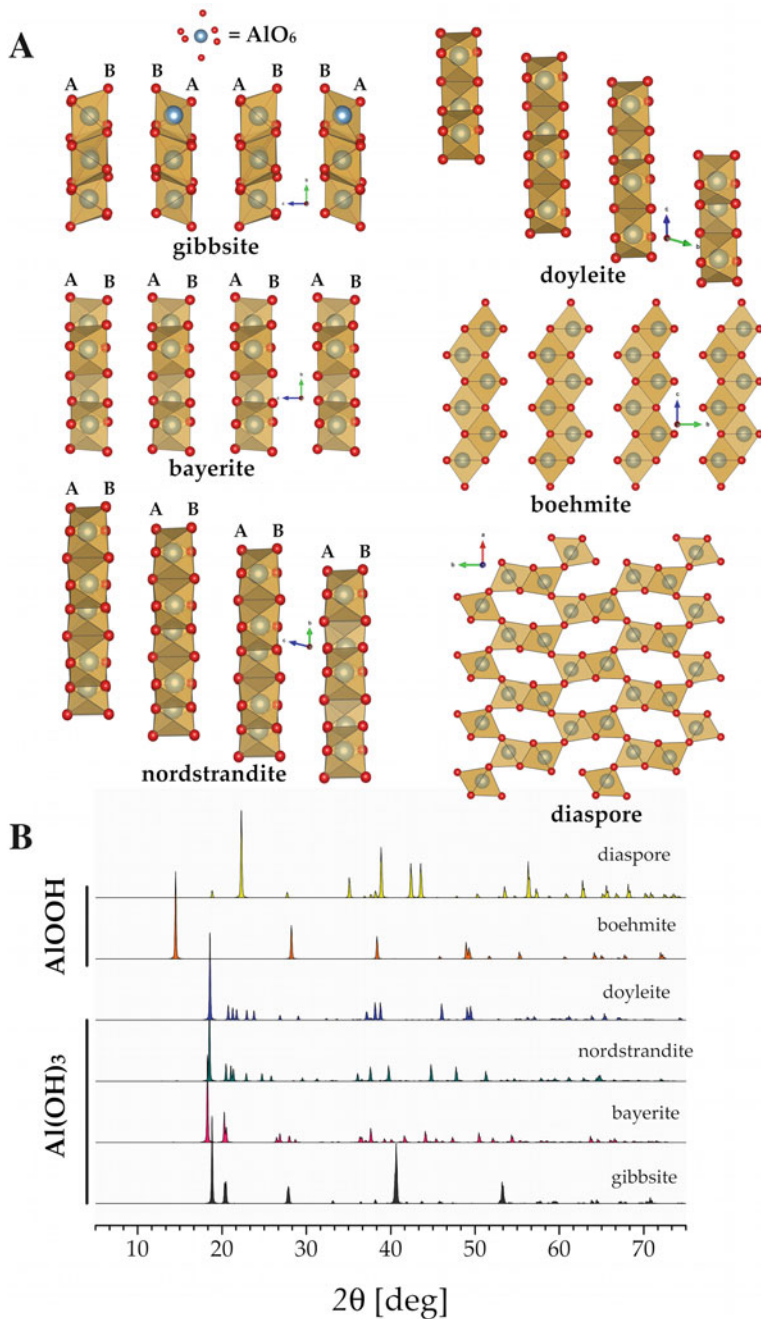 A
= AlO₆
A B B A A B B A
gibbsite
a
c
doyleite
c
b
A B A B A B A B
bayerite
a
c
boehmite
c
b
A B A B A B A B
nordstrandite
b
c
diaspore
a
b
B
AlOOH
Al(OH)₃
diaspore
boehmite
doyleite
nordstrandite
bayerite
gibbsite
10 20 30 40 50 60 70
2θ [deg]